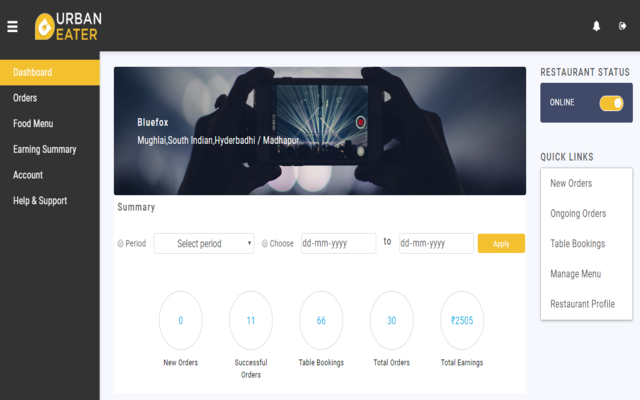 URBAN
EATER
Dashboard
Orders
Food Menu
Earning Summary
Account
Help & Support
Bluefox
Mughlai,South Indian,Hyderbadhi / Madhapur
Summary
Period
Select period
Choose
dd-mm-yyyy
to
dd-mm-yyyy
Apply
0
New Orders
11
Successful
Orders
66
Table Bookings
30
Total Orders
₹2505
Total Earnings
RESTAURANT STATUS
ONLINE
QUICK LINKS
New Orders
Ongoing Orders
Table Bookings
Manage Menu
Restaurant Profile